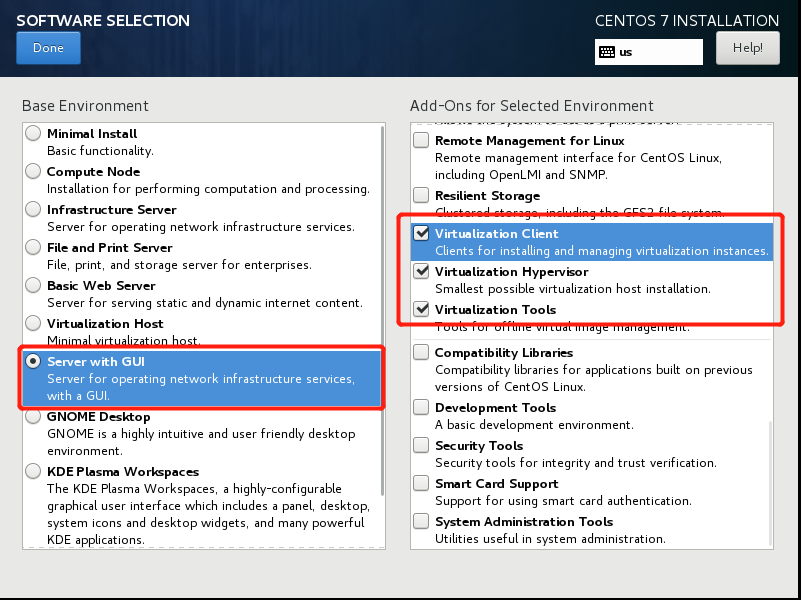 SOFTWARE SELECTION
Done
CENTOS 7 INSTALLATION
us
Help!
Base Environment
Minimal Install
Basic functionality.
Compute Node
Installation for performing computation and processing.
Infrastructure Server
Server for operating network infrastructure services.
File and Print Server
File, print, and storage server for enterprises.
Basic Web Server
Server for serving static and dynamic internet content.
Virtualization Host
Minimal virtualization host.
Server with GUI
Server for operating network infrastructure services,
with a GUI.
GNOME Desktop
GNOME is a highly intuitive and user friendly desktop
environment.
KDE Plasma Workspaces
The KDE Plasma Workspaces, a highly-configurable
graphical user interface which includes a panel, desktop,
system icons and desktop widgets, and many powerful
KDE applications.
Add-Ons for Selected Environment
Allows the system to act as a print server.
Remote Management for Linux
Remote management interface for CentOS Linux,
including OpenLMI and SNMP.
Resilient Storage
Clustered storage, including the GFS2 file system.
Virtualization Client
Clients for installing and managing virtualization instances.
Virtualization Hypervisor
Smallest possible virtualization host installation.
Virtualization Tools
Tools for offline virtual image management.
Compatibility Libraries
Compatibility libraries for applications built on previous
versions of CentOS Linux.
Development Tools
A basic development environment.
Security Tools
Security tools for integrity and trust verification.
Smart Card Support
Support for using smart card authentication.
System Administration Tools
Utilities useful in system administration.